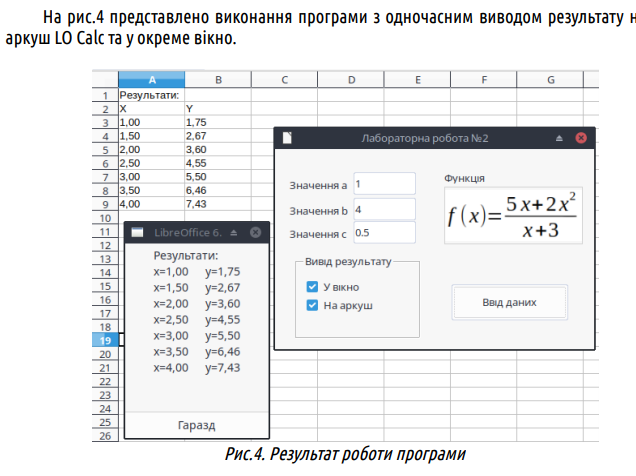 На рис.4 представлено виконання програми з одночасним виводом результату н
аркуш LO Calc та у окреме вікно.
A B C D E F G
1 Результати:
2 X Y
3 1,00 1,75
4 1,50 2,67
5 2,00 3,60
6 2,50 4,55
7 3,00 5,50
8 3,50 6,46
9 4,00 7,43
10
11
12
13
14
15
16
17
18
19
20
21
22
23
24
25
26
LibreOffice 6.
Результати:
x=1,00 y=1,75
x=1,50 y=2,67
x=2,00 y=3,60
x=2,50 y=4,55
x=3,00 y=5,50
x=3,50 y=6,46
x=4,00 y=7,43
Гаразд
Лабораторна робота №2
Значення a 1
Значення b 4
Значення c 0.5
Функція
f(x)=(5x+2x²)/(x+3)
Вивід результату
У вікно
На аркуш
Ввід даних
Рис.4. Результат роботи програми